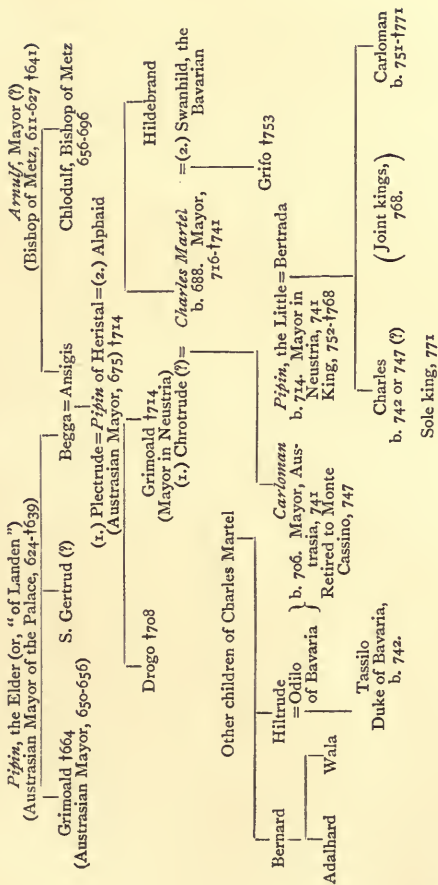 Pipin, the Elder (or, “of Landen”)
(Austrasian Mayor of the Palace, 624-†639)
Arnulf, Mayor (?)
(Bishop of Metz, 611-627 †641)
Grimoald †664
(Austrasian Mayor, 650-656)
S. Gertrud (?)
Begga=Ansigis
Chlodulf, Bishop of Metz
656-696
(1.) Plectrude=Pipin of Heristal=(2.) Alphaid
(Austrasian Mayor, 675) †714
Drogo †708
Grimoald †714
(Mayor in Neustria)
(1.) Chrotrude (?)=
Charles Martel
b. 688. Mayor,
716-†741
=(2.) Swanhild, the
Bavarian
Hildebrand
Grifo †753
Other children of Charles Martel
Bernard
Hiltrude
=Odilo
of Bavaria
Carloman
b. 706. Mayor, Aus-
trasia, 741
Retired to Monte
Cassino, 747
Pipin, the Little=Bertrada
b. 714. Mayor in
Neustria, 741
King, 752-†768
Adalhard
Wala
Tassilo
Duke of Bavaria,
b. 742.
Charles
b. 742 or 747 (?)
Sole king, 771
(Joint kings,
768.)
Carloman
b. 751-†771